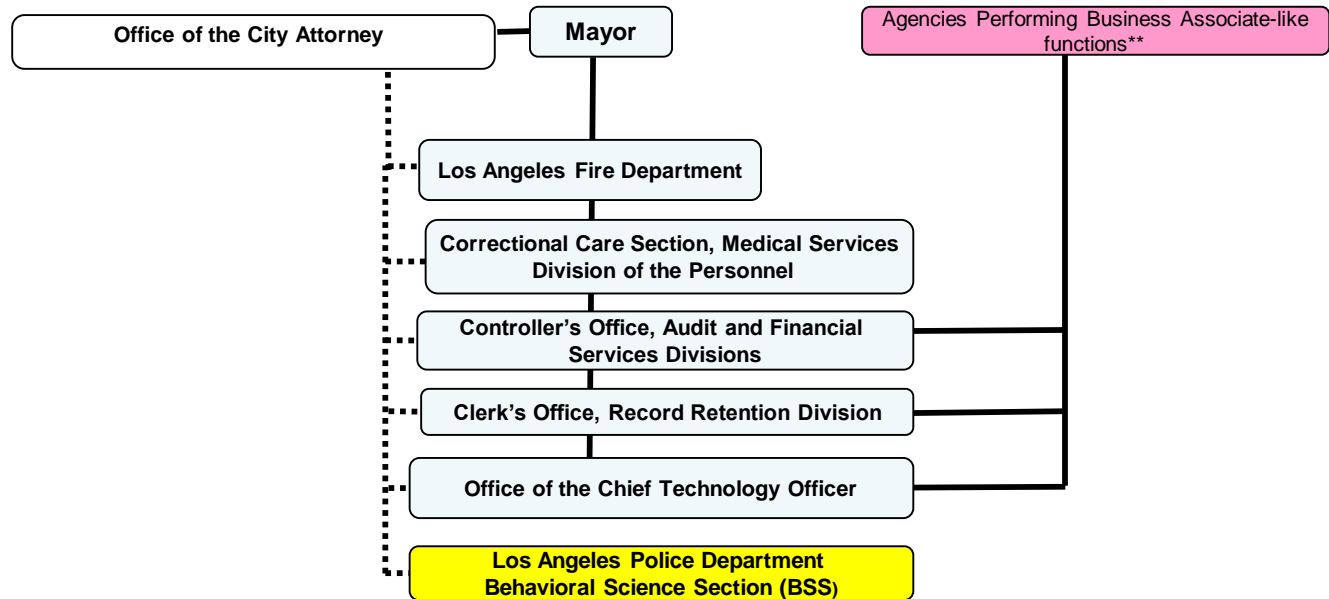 Office of the City Attorney
Mayor
Agencies Performing Business Associate-like
functions**
Los Angeles Fire Department
Correctional Care Section, Medical Services
Division of the Personnel
Controller's Office, Audit and Financial
Services Divisions
Clerk's Office, Record Retention Division
Office of the Chief Technology Officer
Los Angeles Police Department
Behavioral Science Section (BSS)